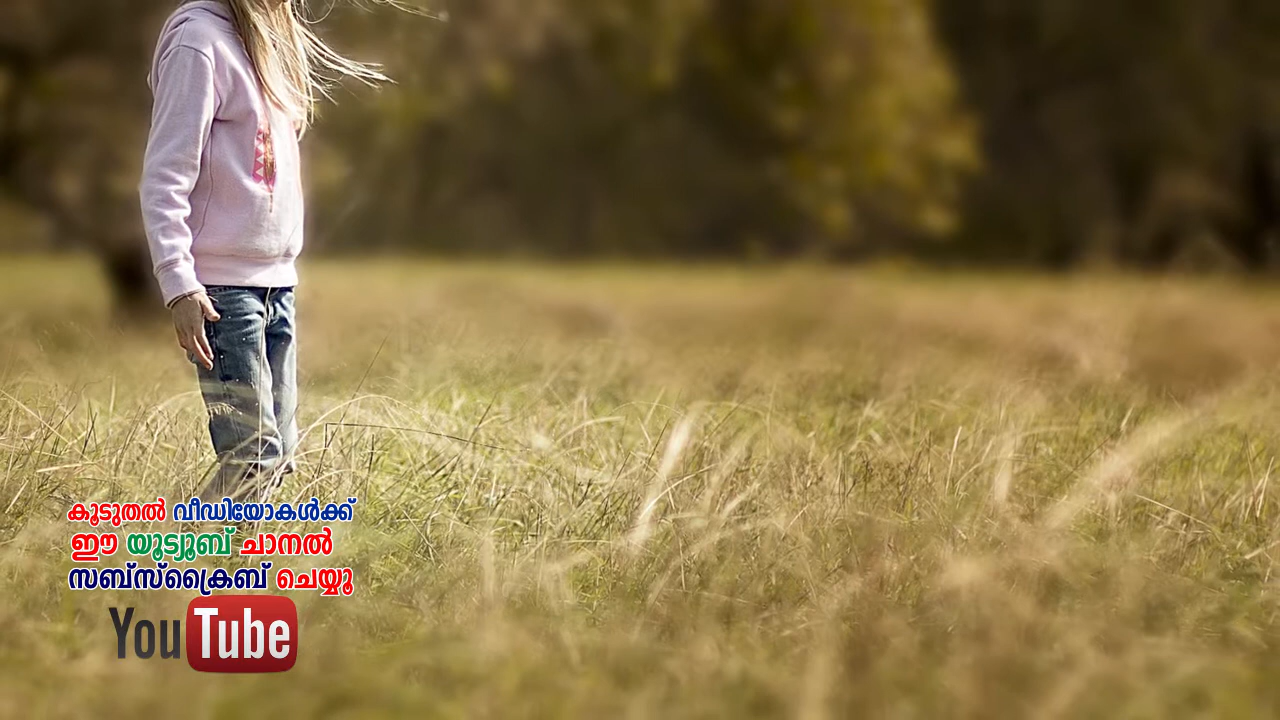 കൂടുതൽ വീഡിയോകൾക്ക്
ഈ യൂട്യൂബ് ചാനൽ
സബ്സ്ക്രൈബ് ചെയ്യൂ
YouTube